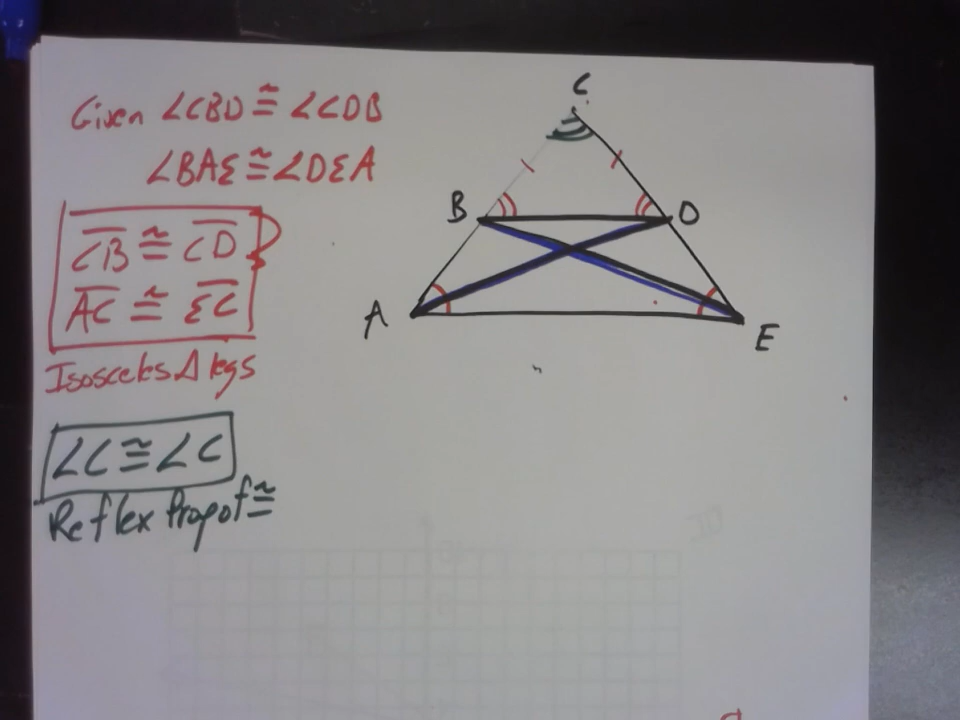 Given ∠CBD ≅ ∠CDB
∠BAE ≅ ∠DEA
C̅B̅ ≅ C̅D̅
A̅C̅ ≅ E̅C̅
Isosceles Δ legs
∠C ≅ ∠C
Reflex Prop of ≅
C
B
D
A
E